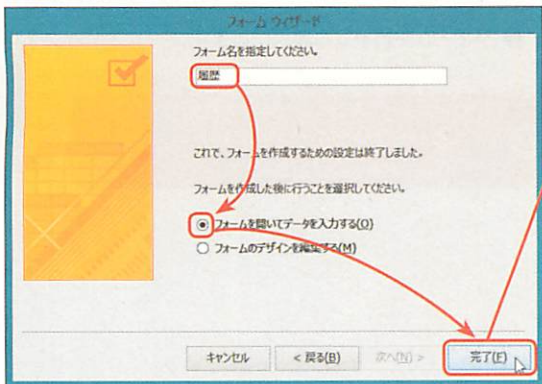 フォーム ウィザード
フォーム名を指定してください。
履歴
これで、フォームを作成するための設定は終了しました。
フォームを作成した後に行うことを選択してください。
フォームを開いてデータを入力する(O)
フォームのデザインを編集する(M)
キャンセル
< 戻る(B)
次へ(N) >
完了(F)